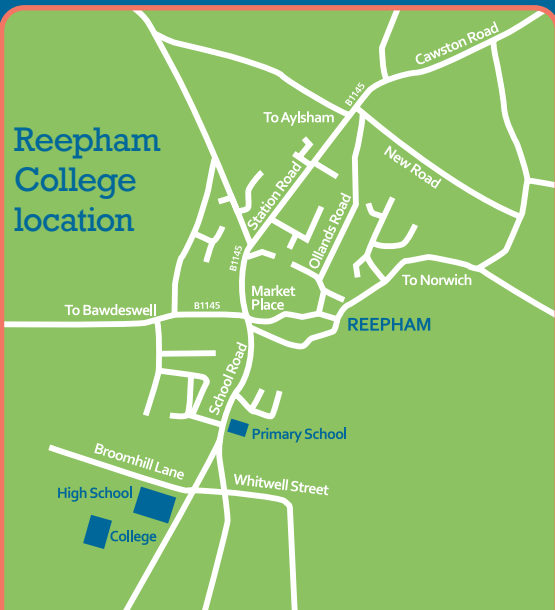 Reepham
College
location
Cawston Road
B1145
To Aylsham
New Road
Station Road
Ollands Road
B1145
To Norwich
Market
Place
To Bawdeswell
B1145
REEPHAM
School Road
Primary School
Broomhill Lane
Whitwell Street
High School
College